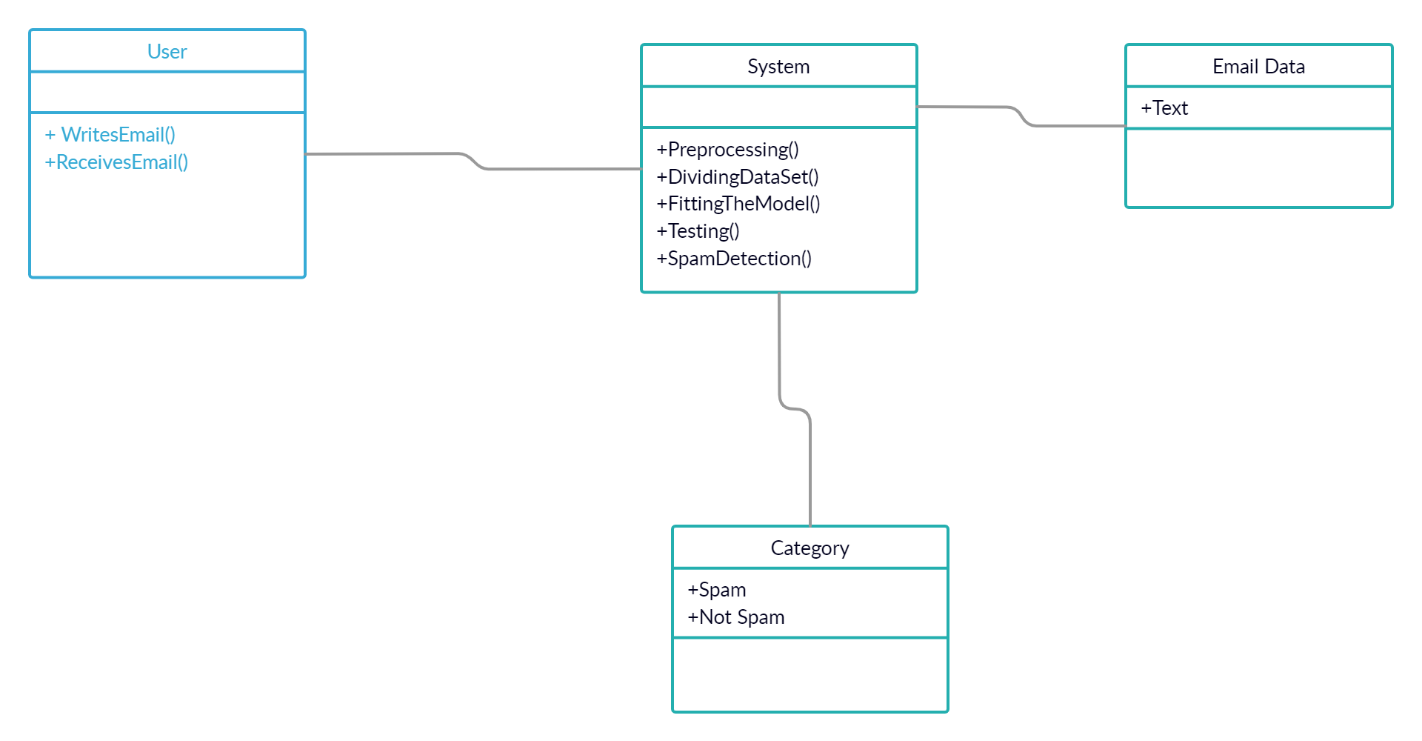 User
+ WritesEmail()
+ReceivesEmail()
System
+Preprocessing()
+DividingDataSet()
+FittingTheModel()
+Testing()
+SpamDetection()
Email Data
+Text
Category
+Spam
+Not Spam